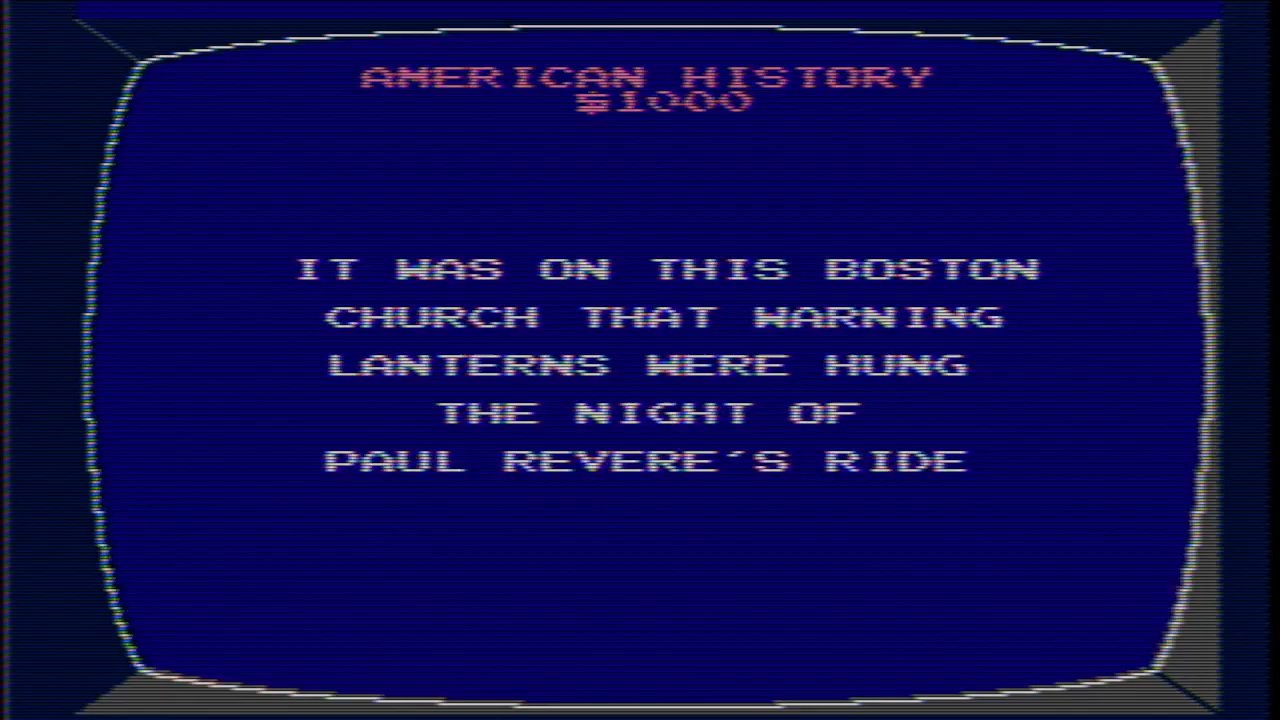 AMERICAN HISTORY
$1000
IT WAS ON THIS BOSTON
CHURCH THAT WARNING
LANTERNS WERE HUNG
THE NIGHT OF
PAUL REVERE'S RIDE